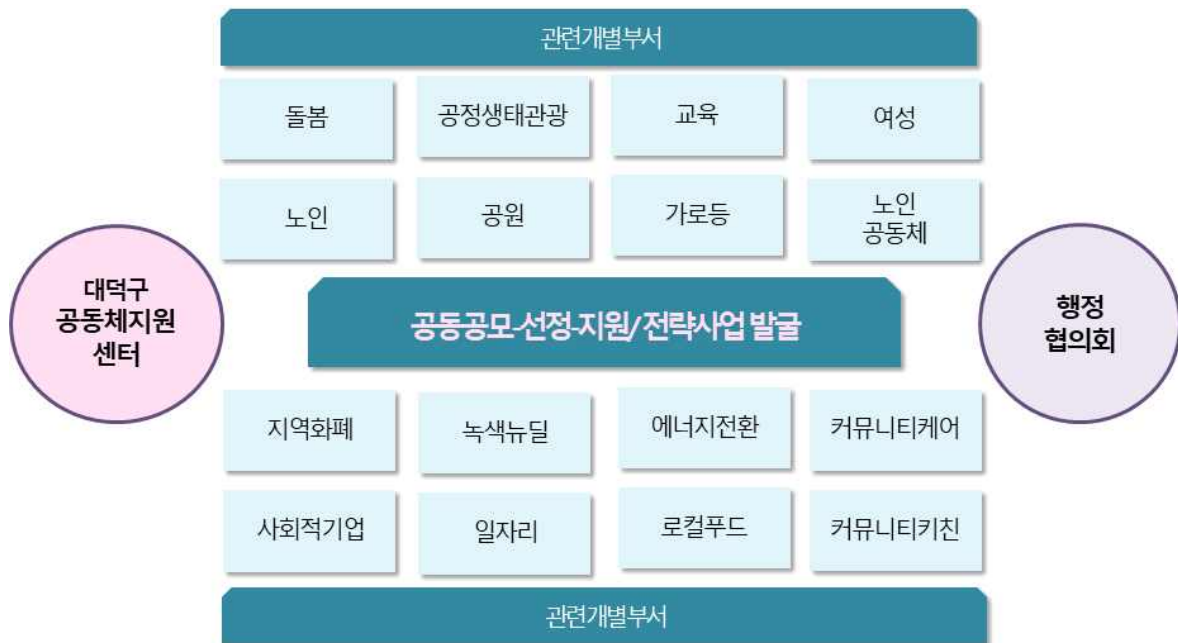 관련개별부서
돌봄
공정생태관광
교육
여성
노인
공원
가로등
노인
공동체
대덕구
공동체지원
센터
공동공모-선정-지원/전략사업 발굴
행정
협의회
지역화폐
녹색뉴딜
에너지전환
커뮤니티케어
사회적기업
일자리
로컬푸드
커뮤니티키친
관련개별부서